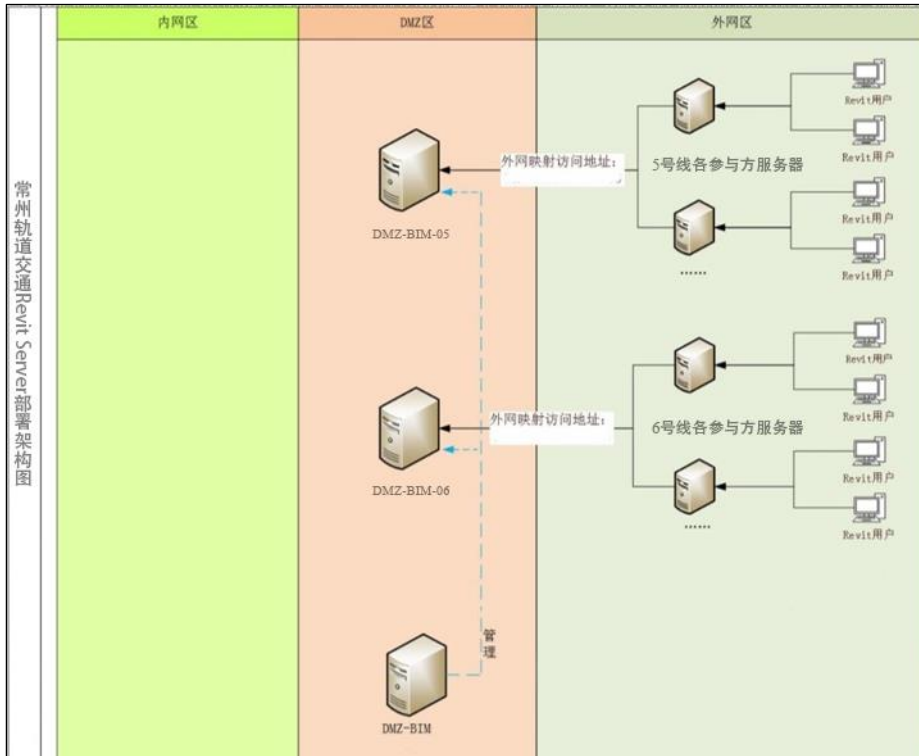 内网区
DMZ区
外网区
常州轨道交通Revit Server部署架构图
Revit用户
Revit用户
外网映射访问地址:
5号线各参与方服务器
DMZ-BIM-05
Revit用户
Revit用户
......
Revit用户
Revit用户
外网映射访问地址:
6号线各参与方服务器
DMZ-BIM-06
Revit用户
Revit用户
......
管理
DMZ-BIM